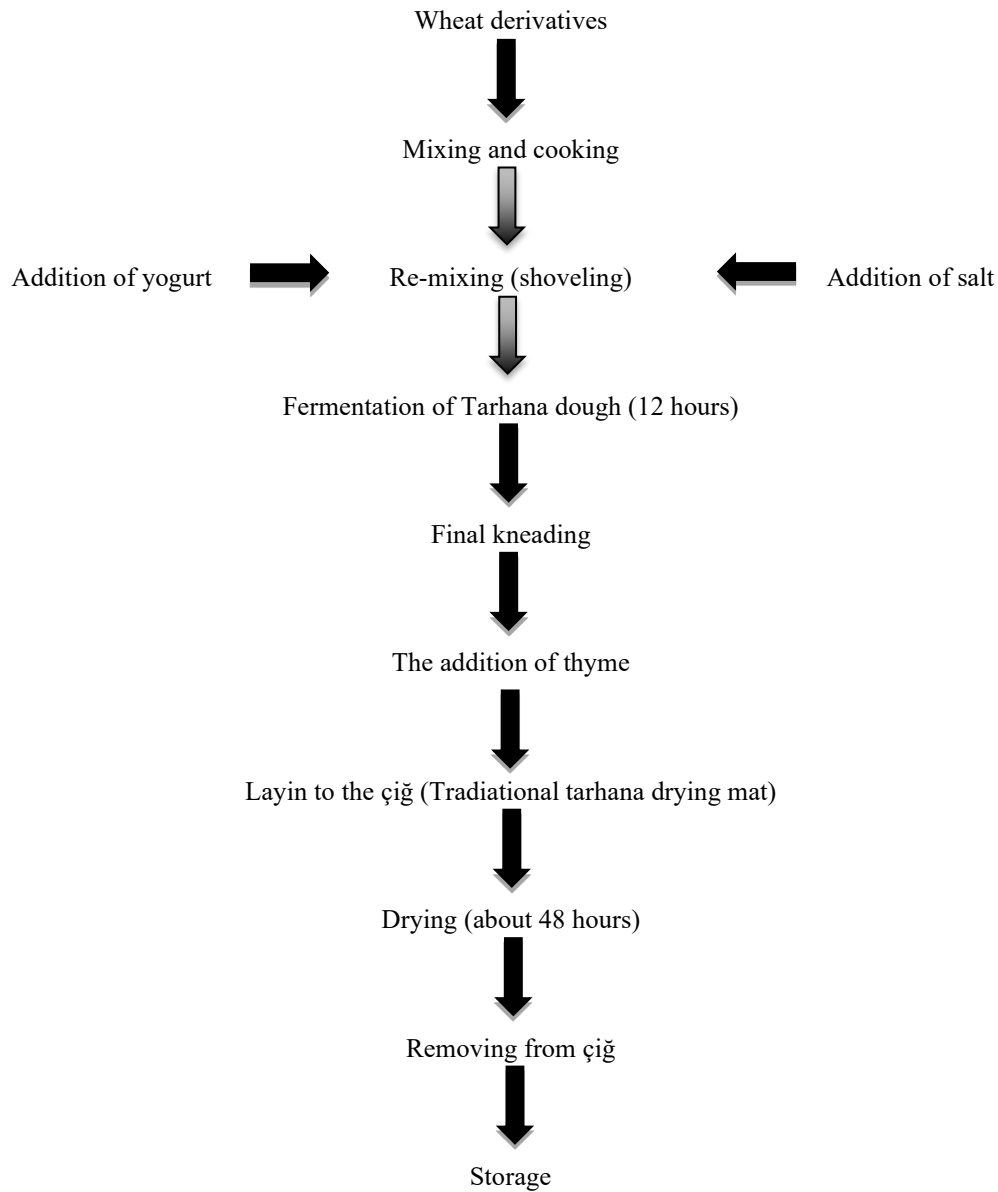 Wheat derivatives
Mixing and cooking
Addition of yogurt
Re-mixing (shoveling)
Addition of salt
Fermentation of Tarhana dough (12 hours)
Final kneading
The addition of thyme
Layin to the çiğ (Tradiational tarhana drying mat)
Drying (about 48 hours)
Removing from çiğ
Storage